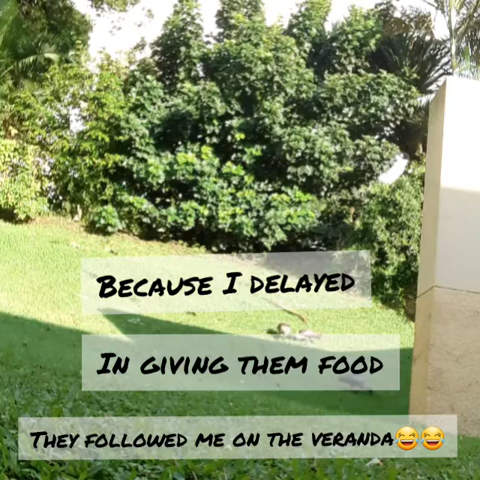 Because I delayed
In giving them food
They followed me on the veranda😂😂